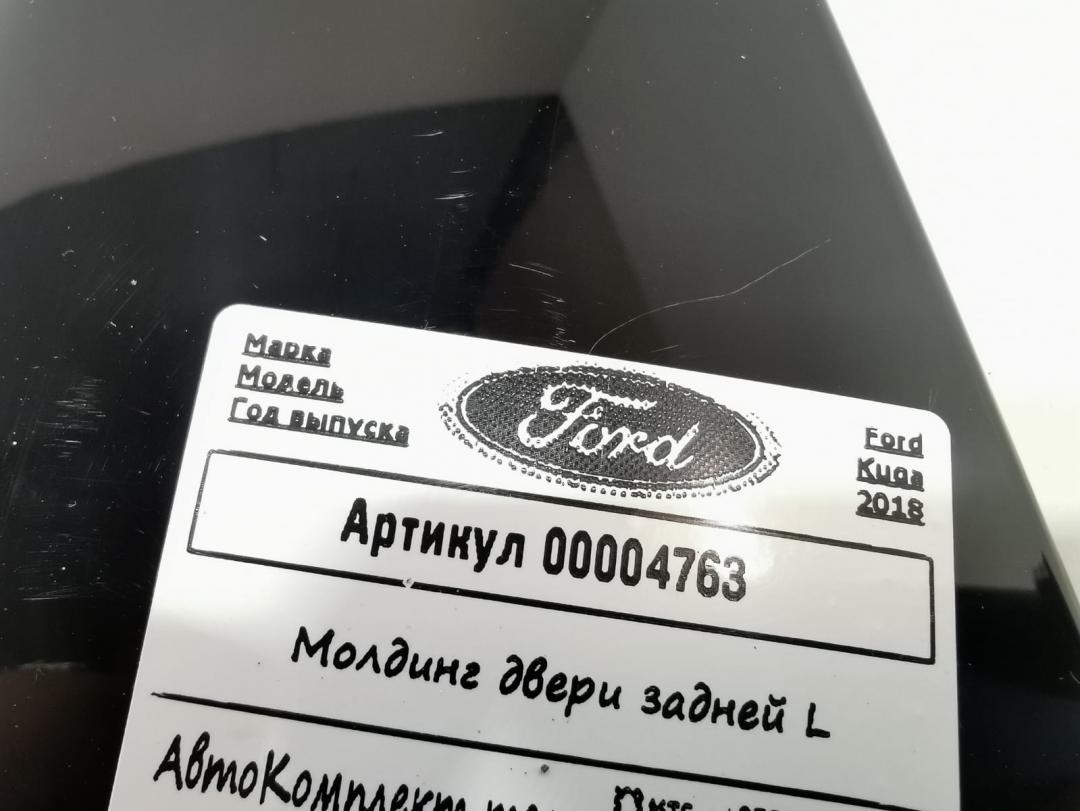 Марка
Модель
Год выпуска
Ford
Ford
Kuga
2018
Артикул 00004763
Молдинг двери задней L
АвтоКомплект